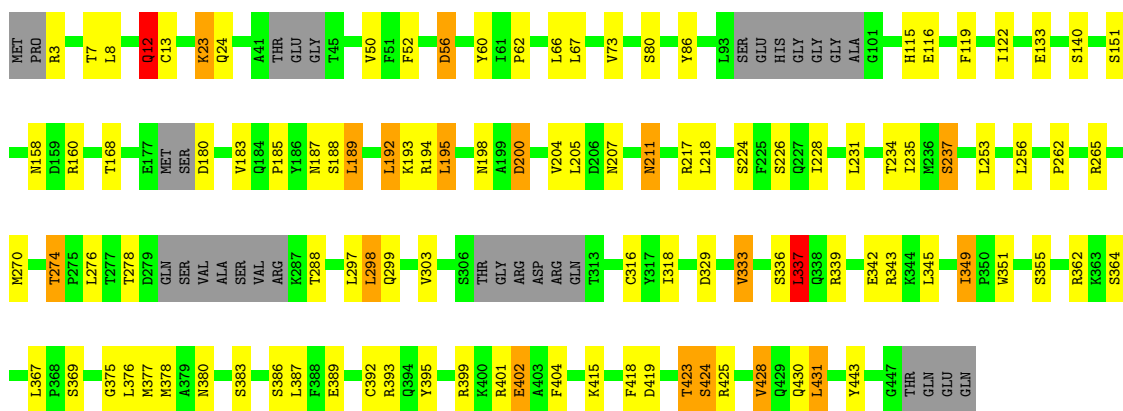 MET PRO R3 T7 L8 Q12 C13 K23 Q24 A41 THR GLU GLY T45 V50 F51 F52 D56 Y60 I61 P62 L66 L67 V73 S80 Y86 L93 SER GLU HIS GLY GLY GLY ALA G101 H115 E116 F119 I122 E133 S140 S151
N158 D159 R160 T168 E177 MET SER D180 V183 Q184 P185 Y186 N187 S188 L189 L192 K193 R194 L195 N198 A199 D200 V204 L205 D206 N207 N211 R217 L218 S224 F225 S226 Q227 I228 L231 T234 I235 M236 S237 L253 L256 P262 R265
M270 T274 P275 L276 T277 T278 D279 GLN SER VAL ALA SER VAL ARG K287 T288 L297 L298 Q299 V303 S306 THR GLY ARG ASP ARG GLN T313 C316 Y317 I318 D329 V333 S336 L337 Q338 R339 E342 R343 K344 L345 I349 P350 W351 S355 R362 K363 S364
L367 P368 S369 G375 L376 M377 M378 A379 N380 S383 S386 L387 F388 E389 C392 R393 Q394 Y395 R399 K400 R401 E402 A403 F404 K415 F418 D419 T423 S424 R425 V428 Q429 Q430 L431 Y443 G447 THR GLN GLU GLN